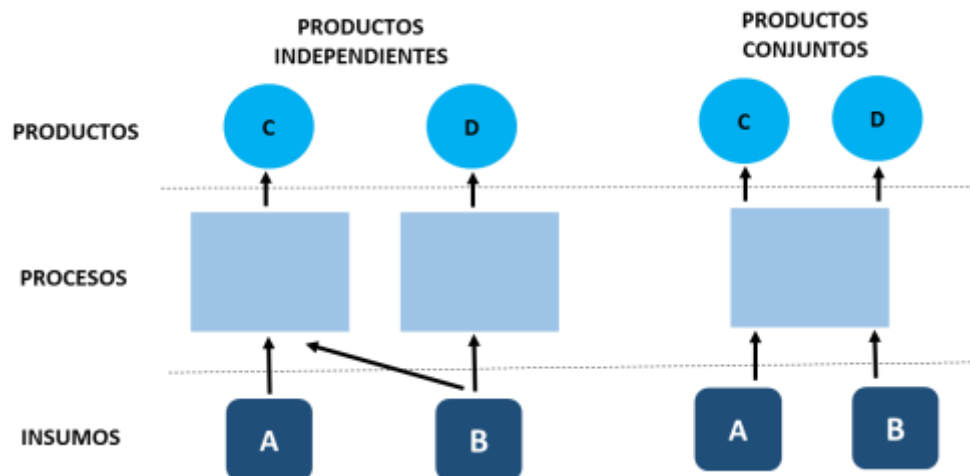 PRODUCTOS
INDEPENDIENTES
PRODUCTOS
CONJUNTOS
PRODUCTOS
C
D
C
D
PROCESOS
INSUMOS
A
B
A
B